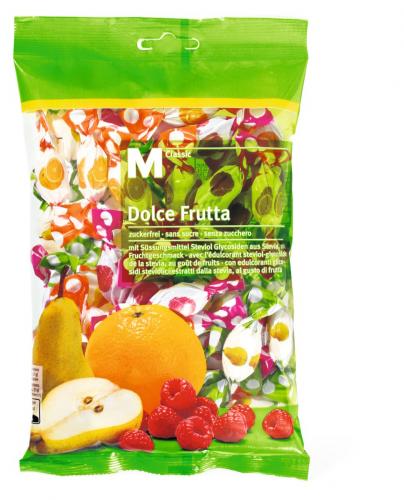 M
Classic
Dolce Frutta
zuckerfrei - sans sucre - senza zucchero
mit Süssungsmittel Steviol Glycosiden aus Stevia, mit
Fruchtgeschmack - avec l'édulcorant steviol-glycoside
de la stevia, au goût de fruits - con edulcoranti glico-
sidi steviolici estratti dalla stevia, al gusto di frutta